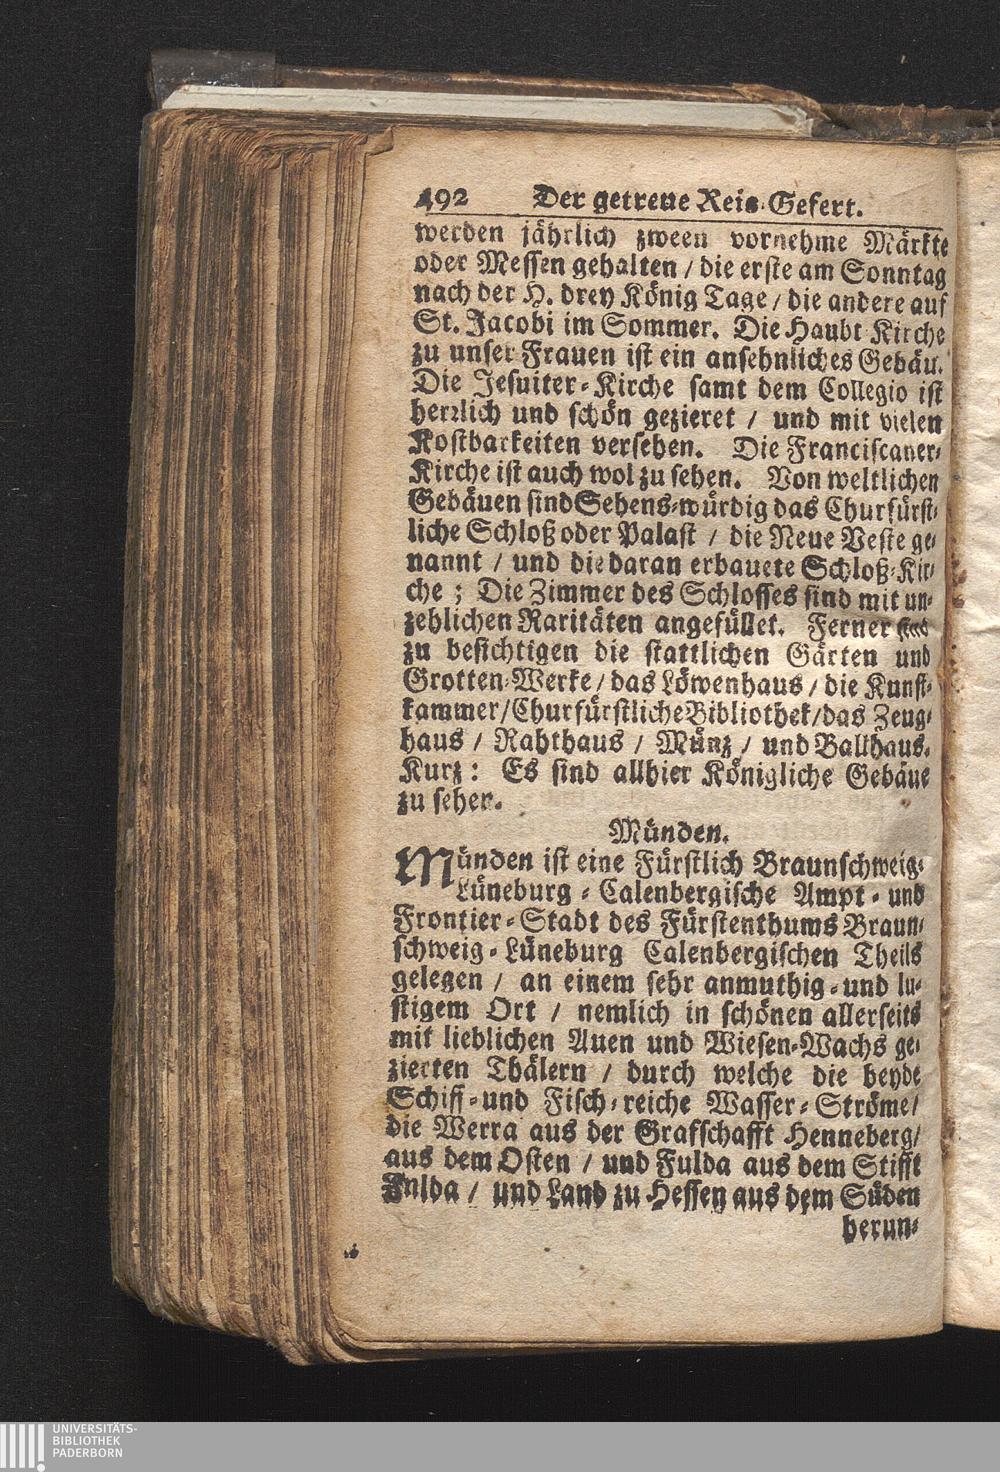 492 Der getreue Reis-Gefert.
werden jährlich zween vornehme Märkte
oder Messen gehalten / die erste am Sonntag
nach der H. drey König Tage / die andere auf
St. Jacobi im Sommer. Die Haubt Kirche
zu unser Frauen ist ein ansehnliches Gebäu.
Die Jesuiter-Kirche samt dem Collegio ist
herrlich und schön gezieret / und mit vielen
Kostbarkeiten versehen. Die Franciscaner-
Kirche ist auch wol zu sehen. Von weltlichen
Gebäuen sind Sehens-würdig das Churfürst-
liche Schloß oder Palast / die Neue Veste ge-
nannt / und die daran erbauete Schloß-Kir-
che ; Die Zimmer des Schlosses sind mit un-
zehlichen Raritäten angefüllet. Ferner sind
zu besichtigen die stattlichen Gärten und
Grotten-Werke / das Löwenhaus / die Kunst-
kammer / Churfürstliche Bibliothek / das Zeug-
haus / Rahthaus / Münz / und Ballhaus.
Kurz : Es sind allhier Königliche Gebäue
zu sehen.
Münden.
Münden ist eine Fürstlich Braunschweig-
Lüneburg-Calenbergische Ampt- und
Frontier-Stadt des Fürstenthums Braun-
schweig-Lüneburg Calenbergischen Theils
gelegen / an einem sehr anmuthig- und lu-
stigem Ort / nemlich in schönen allerseits
mit lieblichen Auen und Wiesen-Wachs ge-
zierten Thälern / durch welche die beyde
Schiff- und Fisch-reiche Wasser-Ströme /
die Werra aus der Grafschafft Henneberg /
aus dem Osten / und Fulda aus dem Stifft
Fulda / und Land zu Hessen aus dem Süden
herun-
UNIVERSITÄTS-
BIBLIOTHEK
PADERBORN